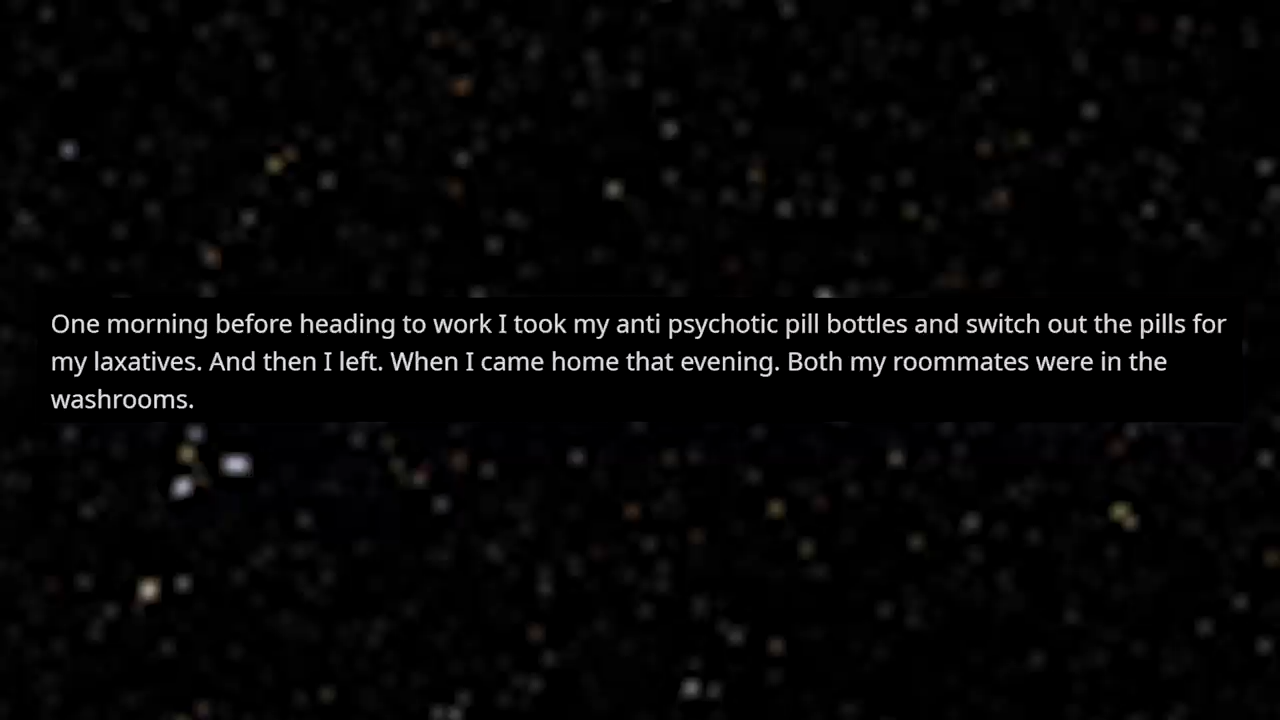 One morning before heading to work I took my anti psychotic pill bottles and switch out the pills for
my laxatives. And then I left. When I came home that evening. Both my roommates were in the
washrooms.